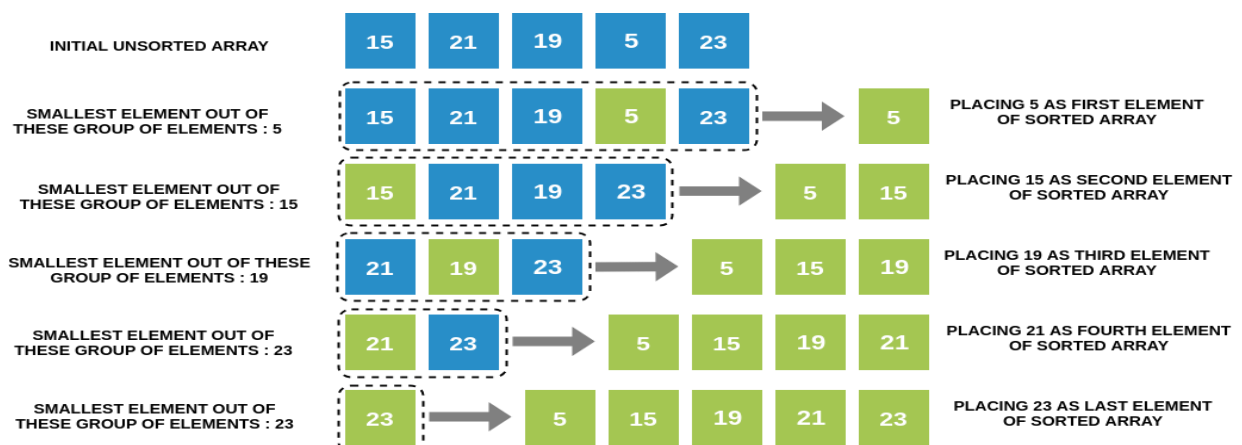 INITIAL UNSORTED ARRAY
15 21 19 5 23
SMALLEST ELEMENT OUT OF
THESE GROUP OF ELEMENTS : 5
15 21 19 5 23
5
PLACING 5 AS FIRST ELEMENT
OF SORTED ARRAY
SMALLEST ELEMENT OUT OF
THESE GROUP OF ELEMENTS : 15
15 21 19 23
5 15
PLACING 15 AS SECOND ELEMENT
OF SORTED ARRAY
SMALLEST ELEMENT OUT OF THESE
GROUP OF ELEMENTS : 19
21 19 23
5 15 19
PLACING 19 AS THIRD ELEMENT
OF SORTED ARRAY
SMALLEST ELEMENT OUT OF
THESE GROUP OF ELEMENTS : 23
21 23
5 15 19 21
PLACING 21 AS FOURTH ELEMENT
OF SORTED ARRAY
SMALLEST ELEMENT OUT OF
THESE GROUP OF ELEMENTS : 23
23
5 15 19 21 23
PLACING 23 AS LAST ELEMENT
OF SORTED ARRAY